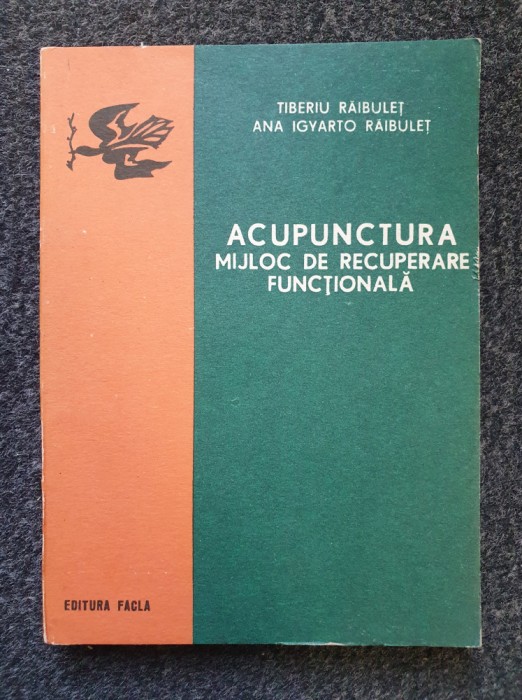 TIBERIU RĂIBULEȚ
ANA IGYARTO RĂIBULEȚ
ACUPUNCTURA
MIJLOC DE RECUPERARE
FUNCȚIONALĂ
EDITURA FACLA